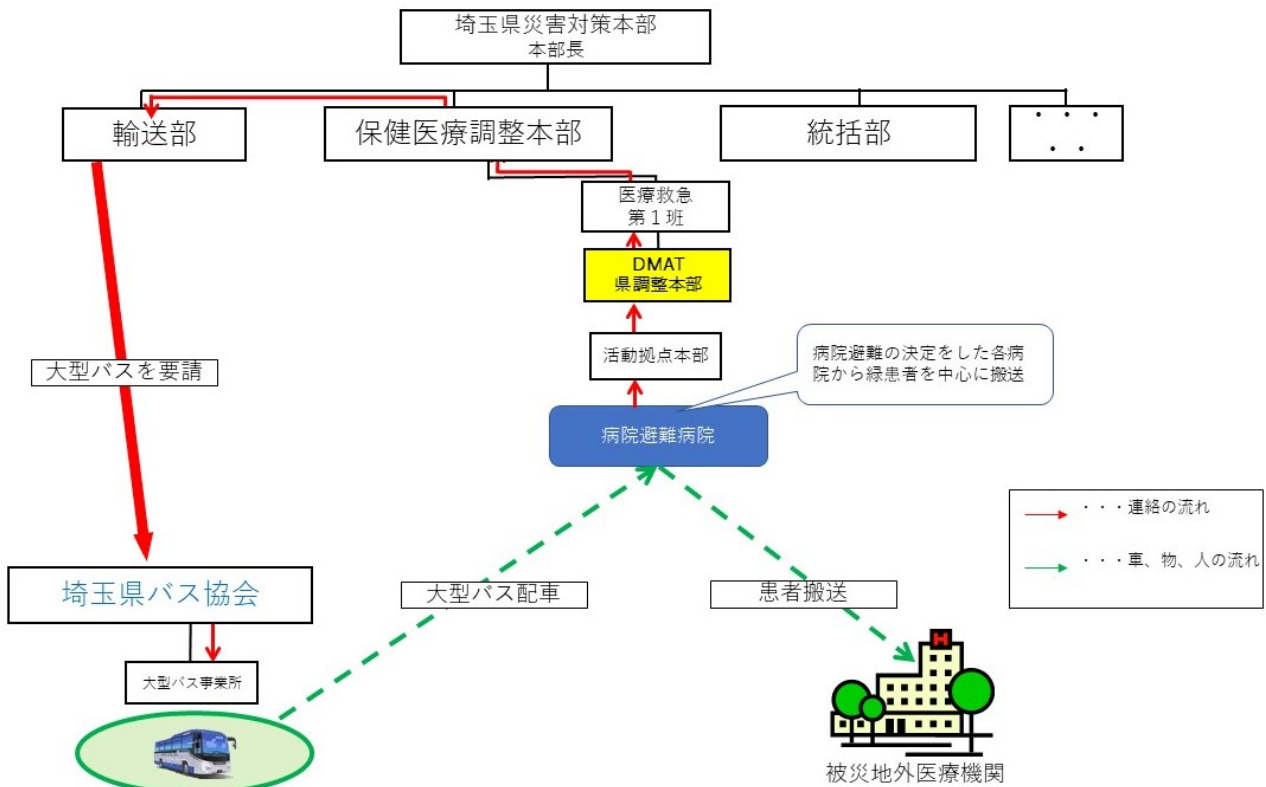 埼玉県災害対策本部
本部長
輸送部
保健医療調整本部
統括部
・・・
・・
医療救急
第1班
DMAT
県調整本部
活動拠点本部
病院避難の決定をした各病
院から緑患者を中心に搬送
大型バスを要請
病院避難病院
・・・連絡の流れ
・・・車、物、人の流れ
埼玉県バス協会
大型バス配車
患者搬送
大型バス事業所
H
被災地外医療機関